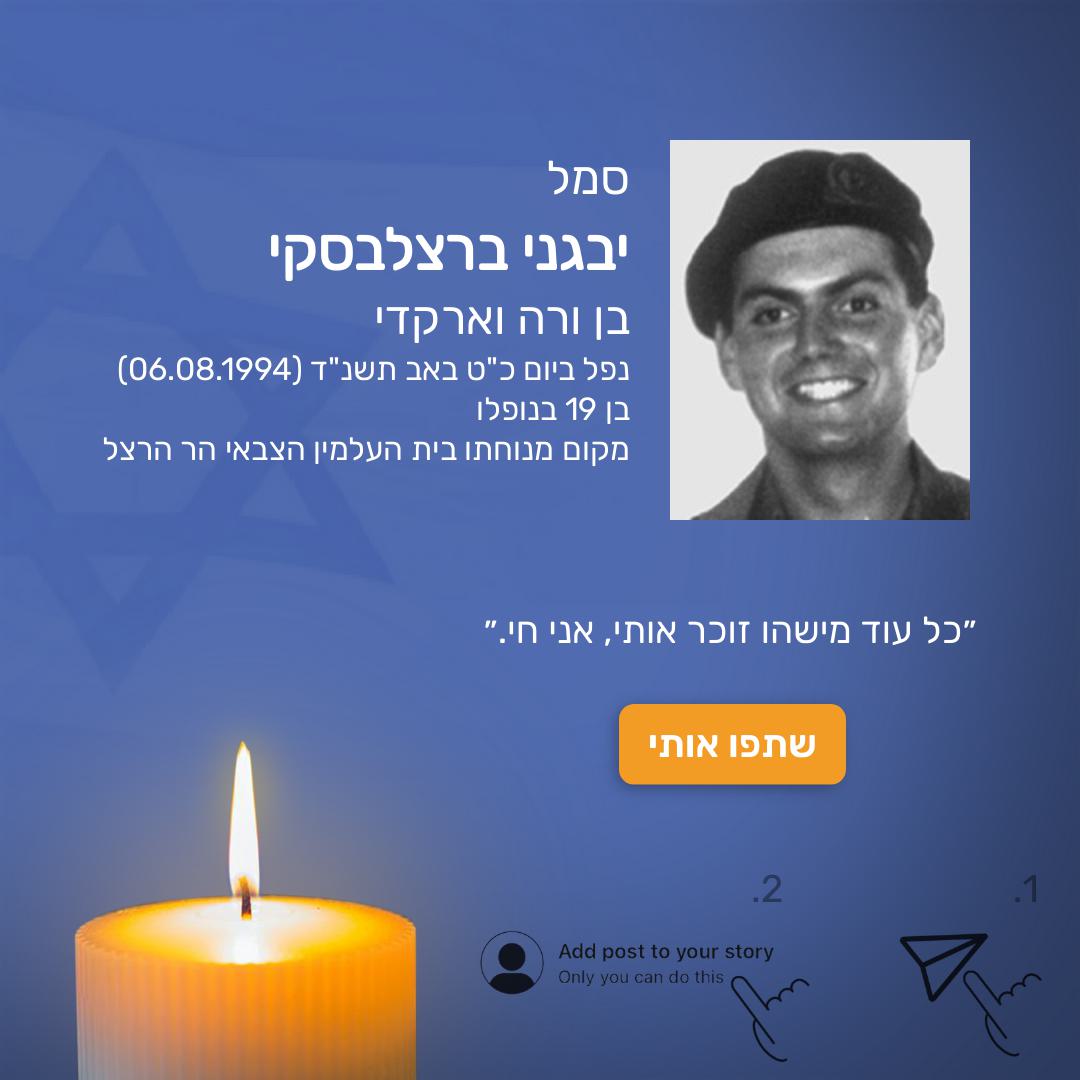 סמל
יבגני ברצלבסקי
בן ורה וארקדי
נפל ביום כ"ט באב תשנ"ד (06.08.1994)
בן 19 בנופלו
מקום מנוחתו בית העלמין הצבאי הר הרצל
״כל עוד מישהו זוכר אותי, אני חי.״
שתפו אותי
.1
.2
Add post to your story
Only you can do this